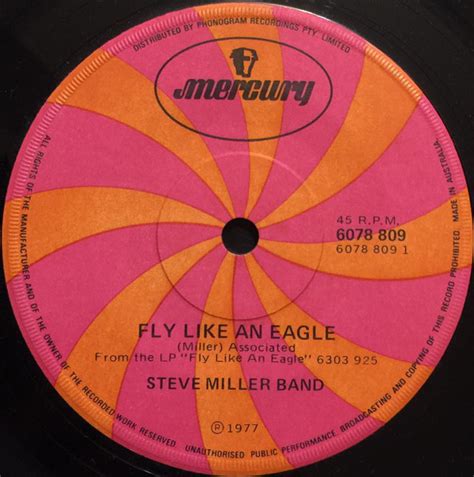 DISTRIBUTED BY PHONOGRAM RECORDINGS PTY. LIMITED
mercury
45 R.P.M.
6078 809
6078 809 1
FLY LIKE AN EAGLE
(Miller) Associated
From the LP "Fly Like An Eagle" 6303 925
STEVE MILLER BAND
Ⓟ 1977
ALL RIGHTS OF THE MANUFACTURER AND OF THE OWNER OF THE RECORDED WORK RESERVED. UNAUTHORISED PUBLIC PERFORMANCE, BROADCASTING AND COPYING OF THIS RECORD PROHIBITED. MADE IN AUSTRALIA